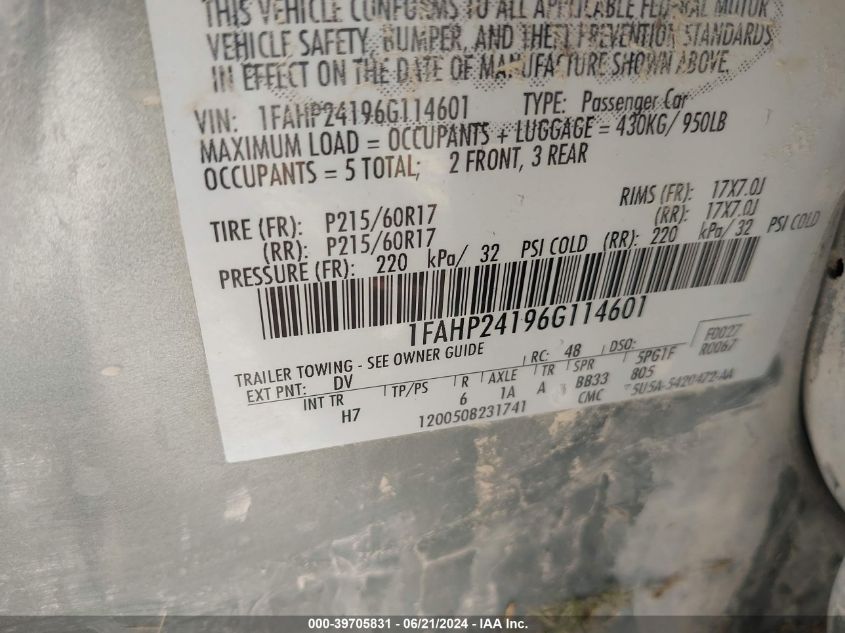 THIS VEHICLE CONFORMS TO ALL APPLICABLE FEDERAL MOTOR
VEHICLE SAFETY, BUMPER, AND THEFT PREVENTION STANDARDS
IN EFFECT ON THE DATE OF MANUFACTURE SHOWN ABOVE.
VIN: 1FAHP24196G114601 TYPE: Passenger Car
MAXIMUM LOAD = OCCUPANTS + LUGGAGE = 430KG/ 950LB
OCCUPANTS = 5 TOTAL; 2 FRONT, 3 REAR
TIRE (FR): P215/60R17 RIMS (FR): 17X7.0J
(RR): P215/60R17 (RR): 17X7.0J
PRESSURE (FR): 220 kPa/ 32 PSI COLD (RR): 220 kPa/ 32 PSI COLD
1FAHP24196G114601
TRAILER TOWING - SEE OWNER GUIDE
F0027
R0067
EXT PNT: DV RC: 48 DSO:
INT TR TP/PS R AXLE TR SPR 5PG1F
H7 6 1A A BB33 805
1200508231741 CMC 5U5A-5420472-AA
000-39705831 - 06/21/2024 - IAA Inc.